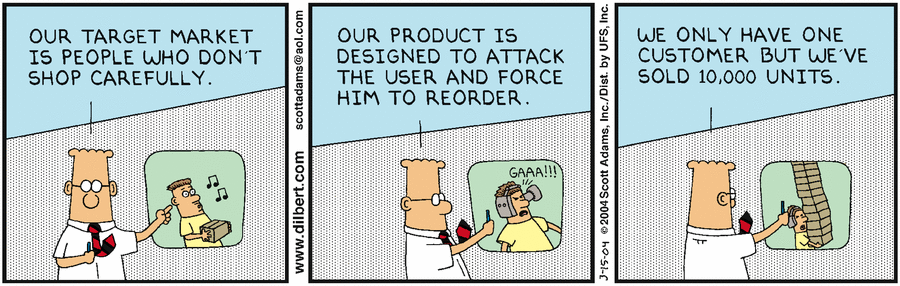 OUR TARGET MARKET
IS PEOPLE WHO DON'T
SHOP CAREFULLY.
www.dilbert.com scottadams@aol.com
OUR PRODUCT IS
DESIGNED TO ATTACK
THE USER AND FORCE
HIM TO REORDER.
GAAA!!!
3-15-04 © 2004 Scott Adams, Inc./Dist. by UFS, Inc.
WE ONLY HAVE ONE
CUSTOMER BUT WE'VE
SOLD 10,000 UNITS.